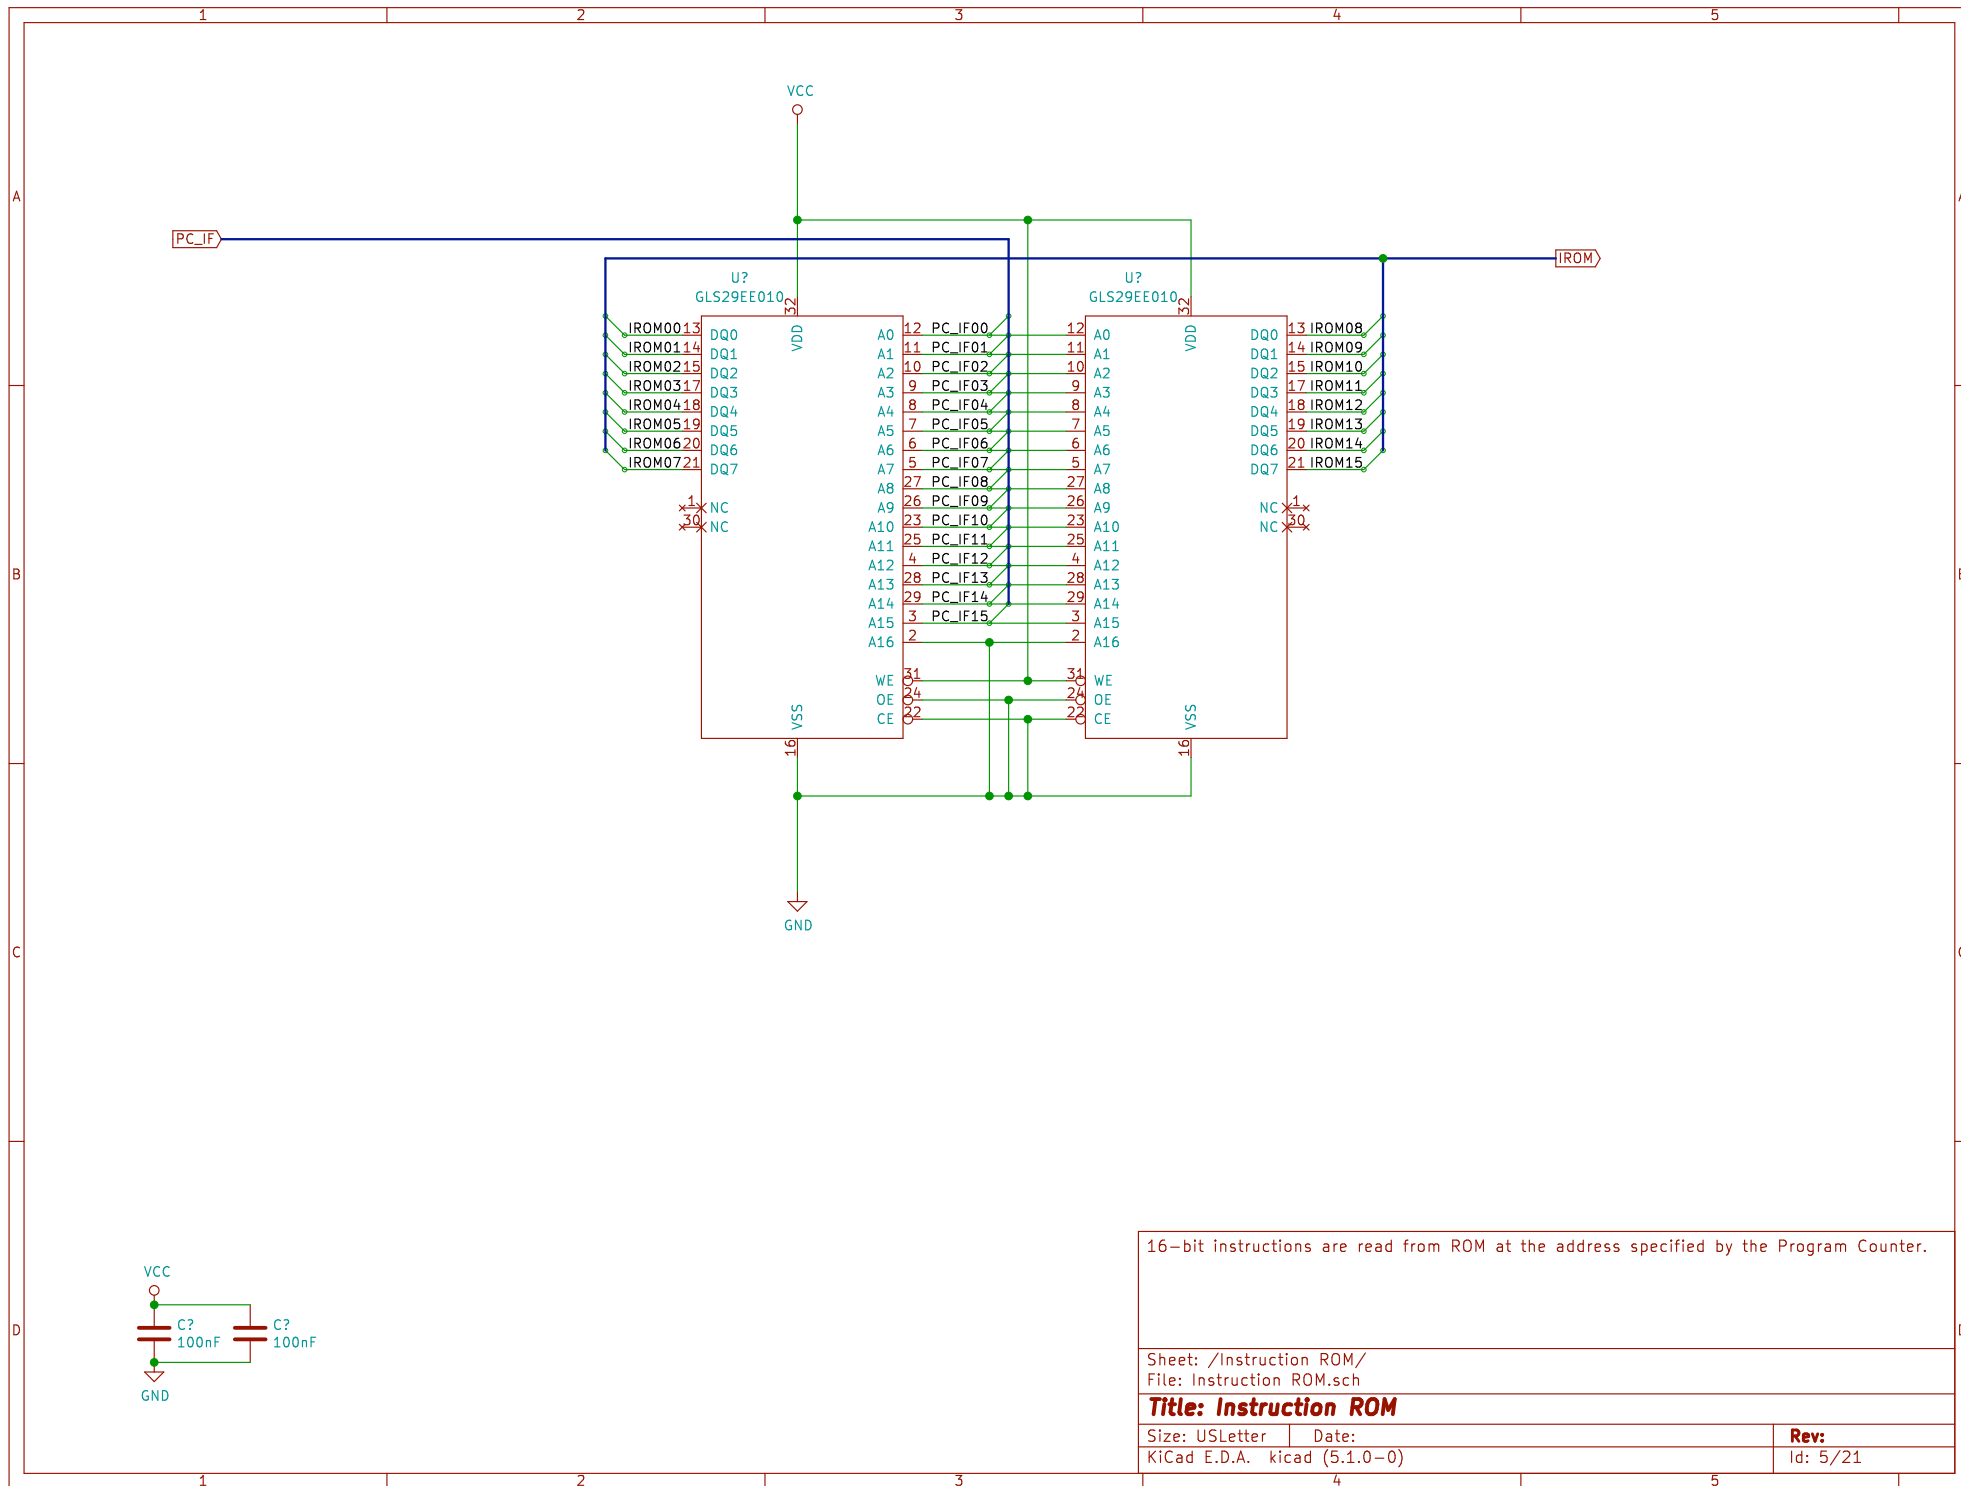 1 2 3 4 5
A
B
C
D
VCC
PC_IF
IROM
U?
GLS29EE010
32
VDD
IROM00 13 DQ0
IROM01 14 DQ1
IROM02 15 DQ2
IROM03 17 DQ3
IROM04 18 DQ4
IROM05 19 DQ5
IROM06 20 DQ6
IROM07 21 DQ7
1 NC
30 NC
A0 12 PC_IF00
A1 11 PC_IF01
A2 10 PC_IF02
A3 9 PC_IF03
A4 8 PC_IF04
A5 7 PC_IF05
A6 6 PC_IF06
A7 5 PC_IF07
A8 27 PC_IF08
A9 26 PC_IF09
A10 23 PC_IF10
A11 25 PC_IF11
A12 4 PC_IF12
A13 28 PC_IF13
A14 29 PC_IF14
A15 3 PC_IF15
A16 2
WE 31
OE 24
CE 22
VSS
16
U?
GLS29EE010
32
VDD
12 A0
11 A1
10 A2
9 A3
8 A4
7 A5
6 A6
5 A7
27 A8
26 A9
23 A10
25 A11
4 A12
28 A13
29 A14
3 A15
2 A16
31 WE
24 OE
22 CE
DQ0 13 IROM08
DQ1 14 IROM09
DQ2 15 IROM10
DQ3 17 IROM11
DQ4 18 IROM12
DQ5 19 IROM13
DQ6 20 IROM14
DQ7 21 IROM15
NC 1
NC 30
VSS
16
GND
VCC
C?
100nF
C?
100nF
GND
16-bit instructions are read from ROM at the address specified by the Program Counter.
Sheet: /Instruction ROM/
File: Instruction ROM.sch
Title: Instruction ROM
Size: USLetter Date: Rev:
KiCad E.D.A. kicad (5.1.0-0) Id: 5/21
1 2 3 4 5